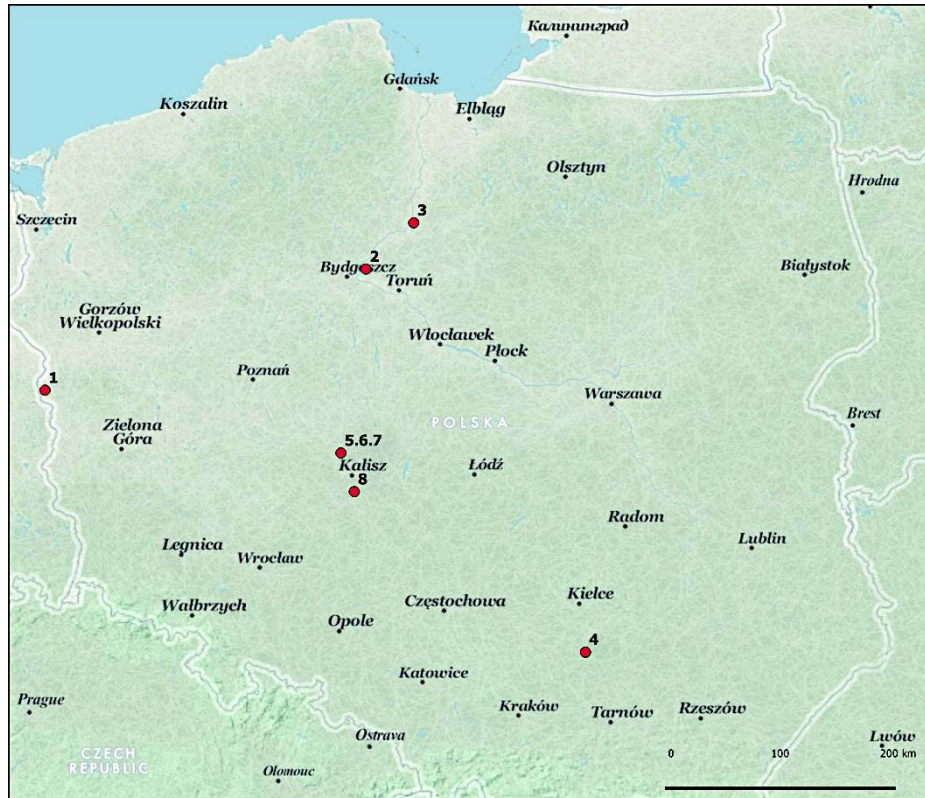 Калининград
Gdańsk
Koszalin
Elbląg
Olsztyn
Hrodna
Szczecin
3
2
Bydgoszcz
Białystok
Toruń
Gorzów
Wielkopolski
Włocławek
Płock
1
Poznań
Warszawa
Zielona
Góra
POLSKA
Brest
5.6.7
Kalisz
Łódź
8
Radom
Legnica
Wrocław
Lublin
Wałbrzych
Opole
Częstochowa
Kielce
4
Katowice
Prague
Kraków
Tarnów
Rzeszów
Ostrava
Lwów
CZECH
REPUBLIC
0 100 200 km
Olomouc